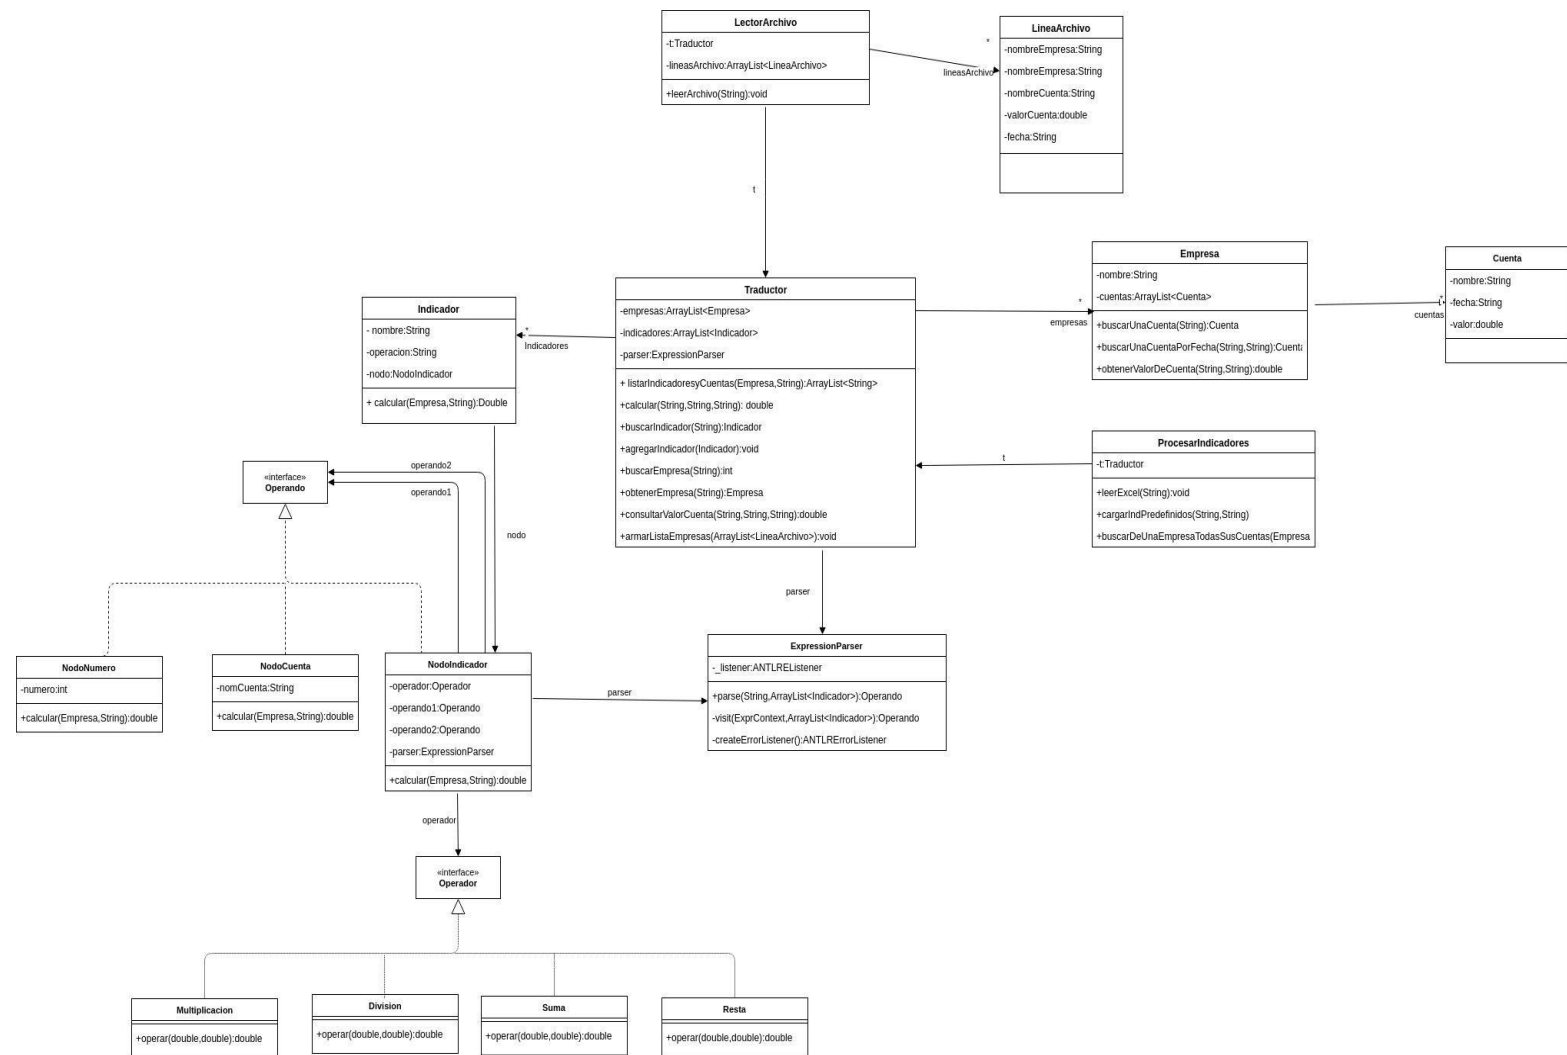 LectorArchivo
-t:Traductor
-lineasArchivo:ArrayList<LineaArchivo>
+leerArchivo(String):void
*
lineasArchivo
LineaArchivo
-nombreEmpresa:String
-nombreEmpresa:String
-nombreCuenta:String
-valorCuenta:double
-fecha:String
t
Indicador
- nombre:String
-operacion:String
-nodo:NodoIndicador
+ calcular(Empresa,String):Double
*
Indicadores
Traductor
-empresas:ArrayList<Empresa>
-indicadores:ArrayList<Indicador>
-parser:ExpressionParser
+ listarIndicadoresyCuentas(Empresa,String):ArrayList<String>
+calcular(String,String,String): double
+buscarIndicador(String):Indicador
+agregarIndicador(Indicador):void
+buscarEmpresa(String):int
+obtenerEmpresa(String):Empresa
+consultarValorCuenta(String,String,String):double
+armarListaEmpresas(ArrayList<LineaArchivo>):void
*
empresas
Empresa
-nombre:String
-cuentas:ArrayList<Cuenta>
+buscarUnaCuenta(String):Cuenta
+buscarUnaCuentaPorFecha(String,String):Cuenta
+obtenerValorDeCuenta(String,String):double
*
cuentas
Cuenta
-nombre:String
-fecha:String
-valor:double
t
ProcesarIndicadores
-t:Traductor
+leerExcel(String):void
+cargarIndPredefinidos(String,String)
+buscarDeUnaEmpresaTodasSusCuentas(Empresa
«interface»
Operando
operando2
operando1
nodo
parser
NodoNumero
-numero:int
+calcular(Empresa,String):double
NodoCuenta
-nomCuenta:String
+calcular(Empresa,String):double
NodoIndicador
-operador:Operador
-operando1:Operando
-operando2:Operando
-parser:ExpressionParser
+calcular(Empresa,String):double
parser
ExpressionParser
-_listener:ANTLREListener
+parse(String,ArrayList<Indicador>):Operando
-visit(ExprContext,ArrayList<Indicador>):Operando
-createErrorListener():ANTLRErrorListener
operador
«interface»
Operador
Multiplicacion
+operar(double,double):double
Division
+operar(double,double):double
Suma
+operar(double,double):double
Resta
+operar(double,double):double